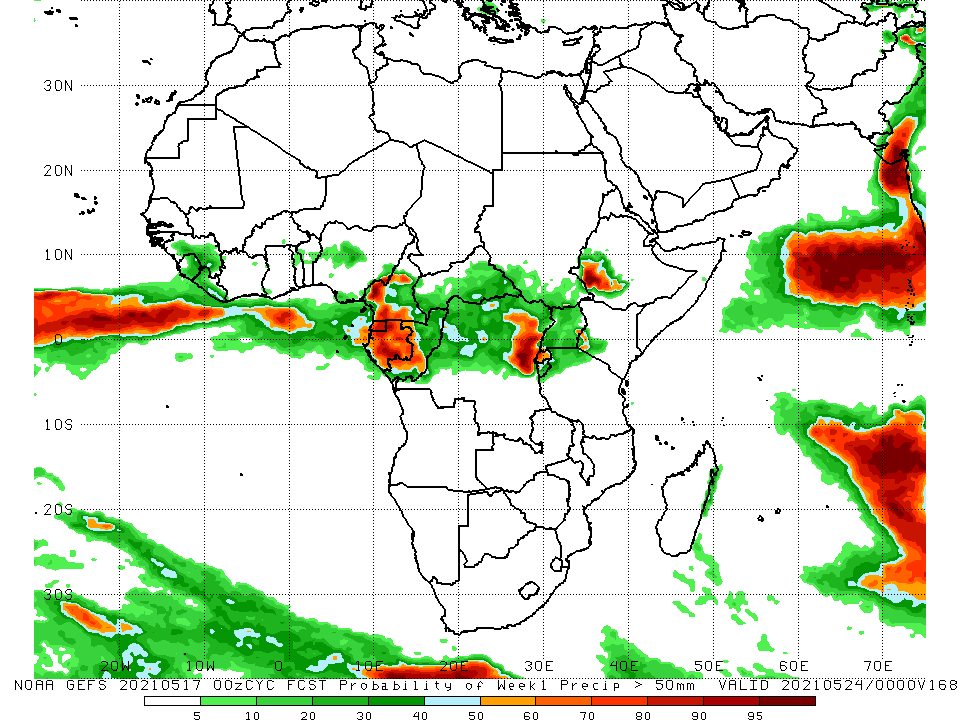 30N
20N
10N
0
10S
20S
30S
20W 10W 0 10E 20E 30E 40E 50E 60E 70E
NOAA GEFS 20210517 00zCYC FCST Probability of Week1 Precip > 50mm VALID 20210524/0000V168
5 10 20 30 40 50 60 70 80 90 95